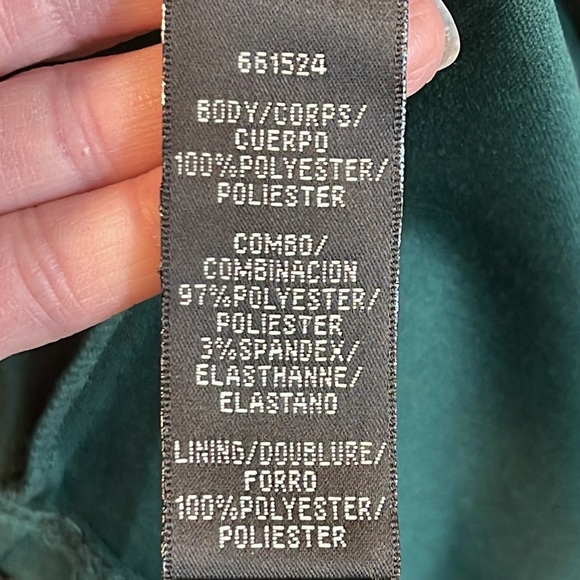 661524
BODY/CORPS/
CUERPO
100%POLYESTER/
POLIESTER
COMBO/
COMBINACION
97%POLYESTER/
POLIESTER
3%SPANDEX/
ELASTHANNE/
ELASTANO
LINING/DOUBLURE/
FORRO
100%POLYESTER/
POLIESTER